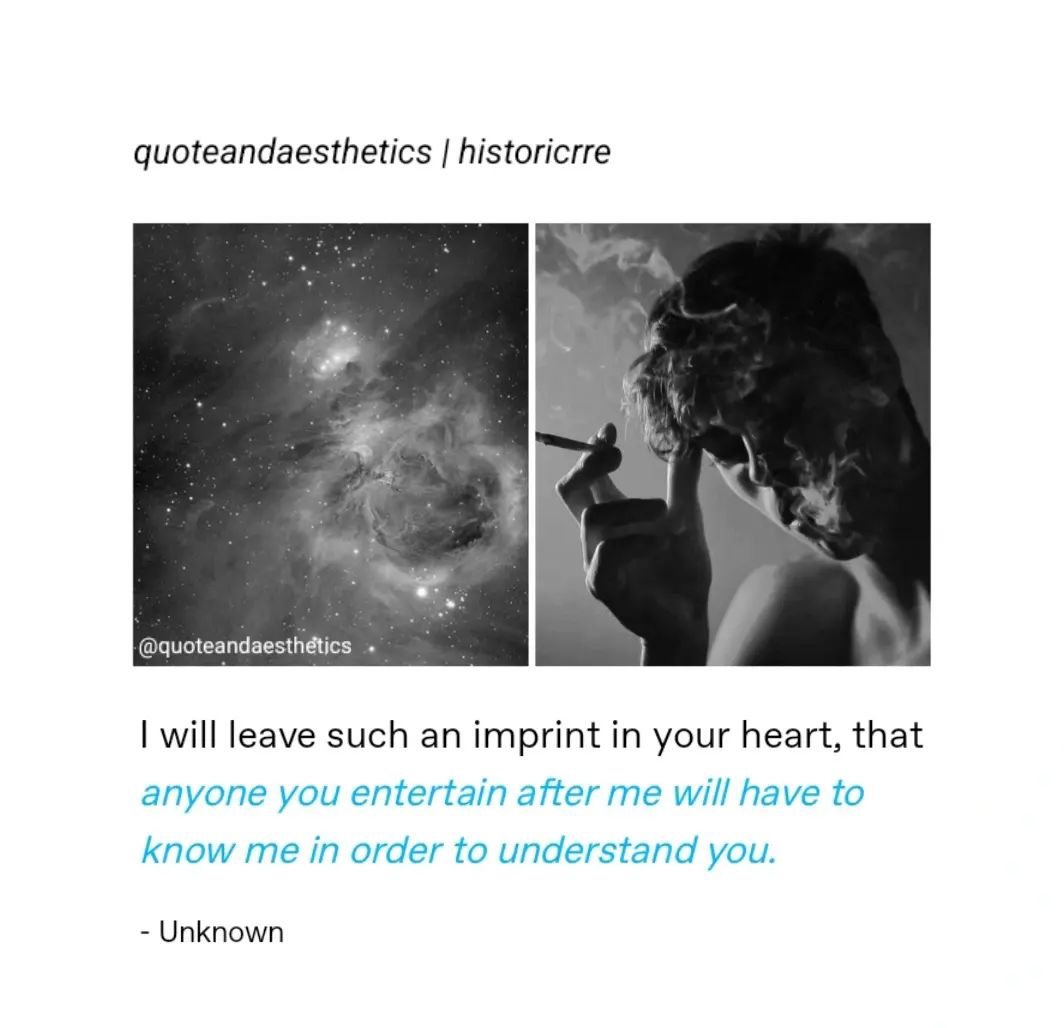 quoteandaesthetics | historicrre
@quoteandaesthetics
I will leave such an imprint in your heart, that
anyone you entertain after me will have to
know me in order to understand you.
- Unknown